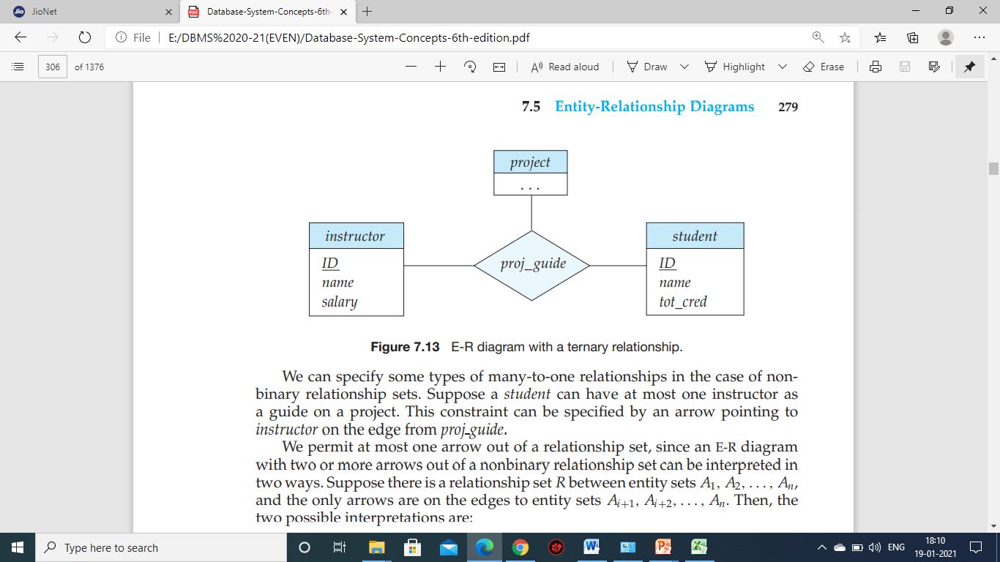 JioNet
Database-System-Concepts-6th-
File
E:/DBMS%2020-21(EVEN)/Database-System-Concepts-6th-edition.pdf
306 of 1376
Read aloud
Draw
Highlight
Erase
7.5 Entity-Relationship Diagrams 279
project
. . .
instructor
ID
name
salary
proj_guide
student
ID
name
tot_cred
Figure 7.13 E-R diagram with a ternary relationship.
We can specify some types of many-to-one relationships in the case of non-
binary relationship sets. Suppose a student can have at most one instructor as
a guide on a project. This constraint can be specified by an arrow pointing to
instructor on the edge from proj_guide.
We permit at most one arrow out of a relationship set, since an E-R diagram
with two or more arrows out of a nonbinary relationship set can be interpreted in
two ways. Suppose there is a relationship set R between entity sets A1, A2, . . . , An,
and the only arrows are on the edges to entity sets Ai+1, Ai+2, . . . , An. Then, the
two possible interpretations are:
Type here to search
ENG
18:10
19-01-2021